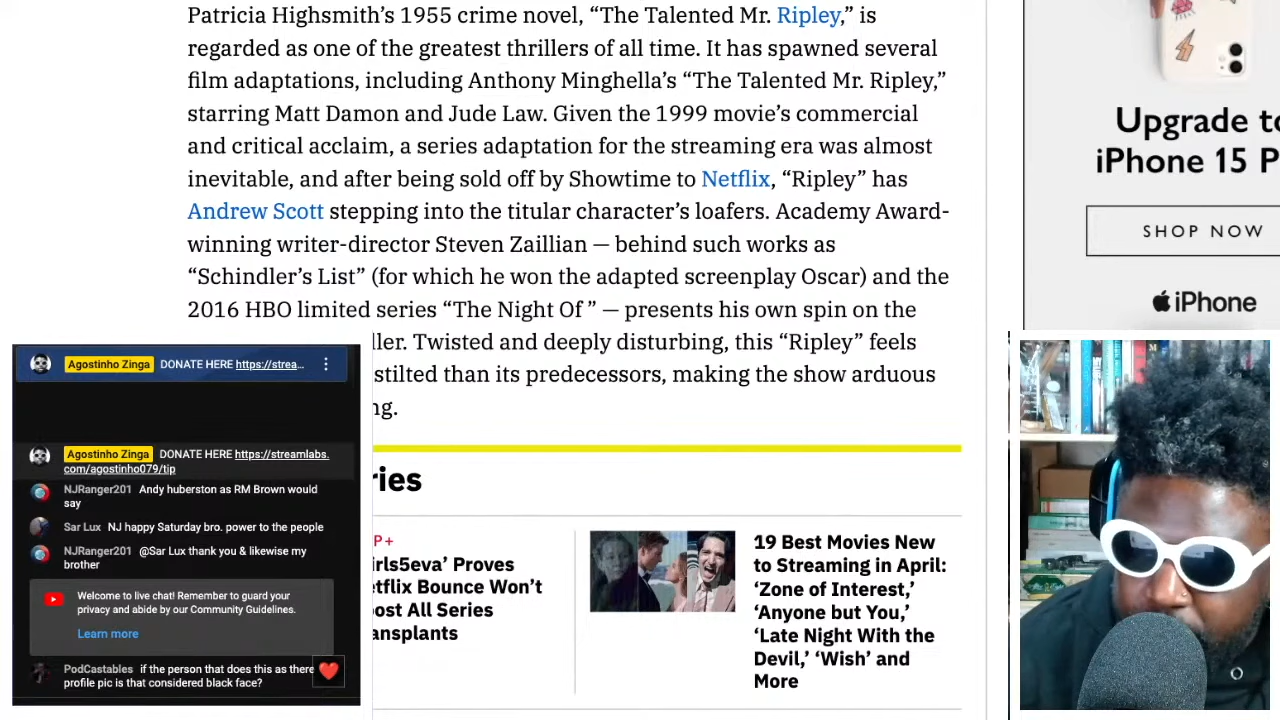 Patricia Highsmith’s 1955 crime novel, “The Talented Mr. Ripley,” is
regarded as one of the greatest thrillers of all time. It has spawned several
film adaptations, including Anthony Minghella’s “The Talented Mr. Ripley,”
starring Matt Damon and Jude Law. Given the 1999 movie’s commercial
and critical acclaim, a series adaptation for the streaming era was almost
inevitable, and after being sold off by Showtime to Netflix, “Ripley” has
Andrew Scott stepping into the titular character’s loafers. Academy Award-
winning writer-director Steven Zaillian — behind such works as
“Schindler’s List” (for which he won the adapted screenplay Oscar) and the
2016 HBO limited series “The Night Of ” — presents his own spin on the
ller. Twisted and deeply disturbing, this “Ripley” feels
stilted than its predecessors, making the show arduous
ng.
ries
P+
irls5eva’ Proves
etflix Bounce Won’t
ost All Series
ansplants
19 Best Movies New
to Streaming in April:
‘Zone of Interest,’
‘Anyone but You,’
‘Late Night With the
Devil,’ ‘Wish’ and
More
Upgrade to
iPhone 15 P
SHOP NOW
iPhone
Agostinho Zinga DONATE HERE https://strea...
Agostinho Zinga DONATE HERE https://streamlabs.
com/agostinho079/tip
NJRanger201 Andy huberston as RM Brown would
say
Sar Lux NJ happy Saturday bro. power to the people
NJRanger201 @Sar Lux thank you & likewise my
brother
Welcome to live chat! Remember to guard your
privacy and abide by our Community Guidelines.
Learn more
PodCastables if the person that does this as there
profile pic is that considered black face?